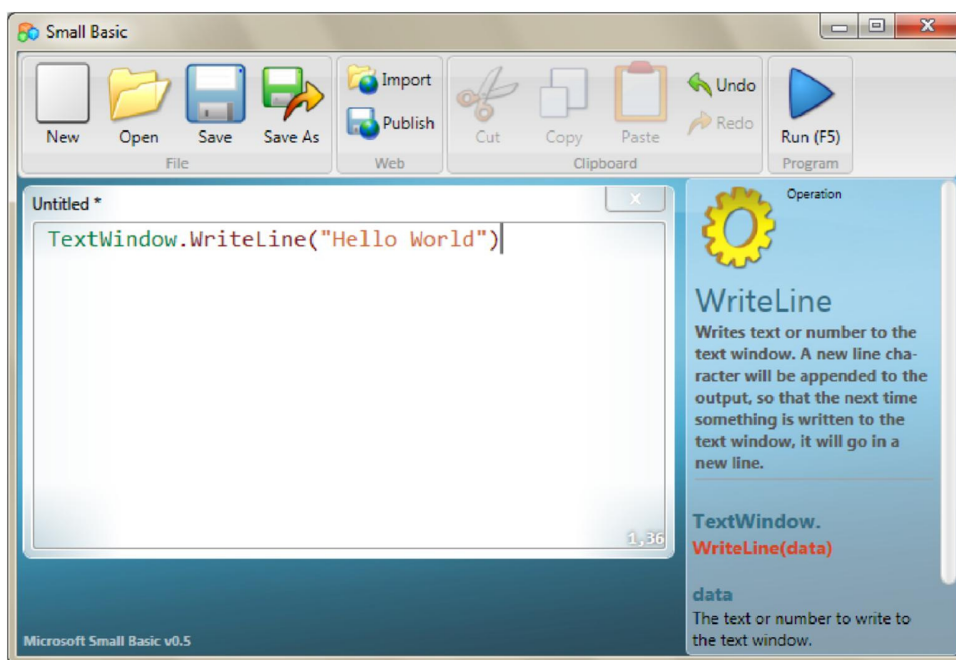 Small Basic
New
Open
Save
Save As
File
Import
Publish
Web
Cut
Copy
Paste
Undo
Redo
Clipboard
Run (F5)
Program
Untitled *
x
TextWindow.WriteLine("Hello World")
1,36
Microsoft Small Basic v0.5
Operation
WriteLine
Writes text or number to the
text window. A new line cha-
racter will be appended to the
output, so that the next time
something is written to the
text window, it will go in a
new line.
TextWindow.
WriteLine(data)
data
The text or number to write to
the text window.